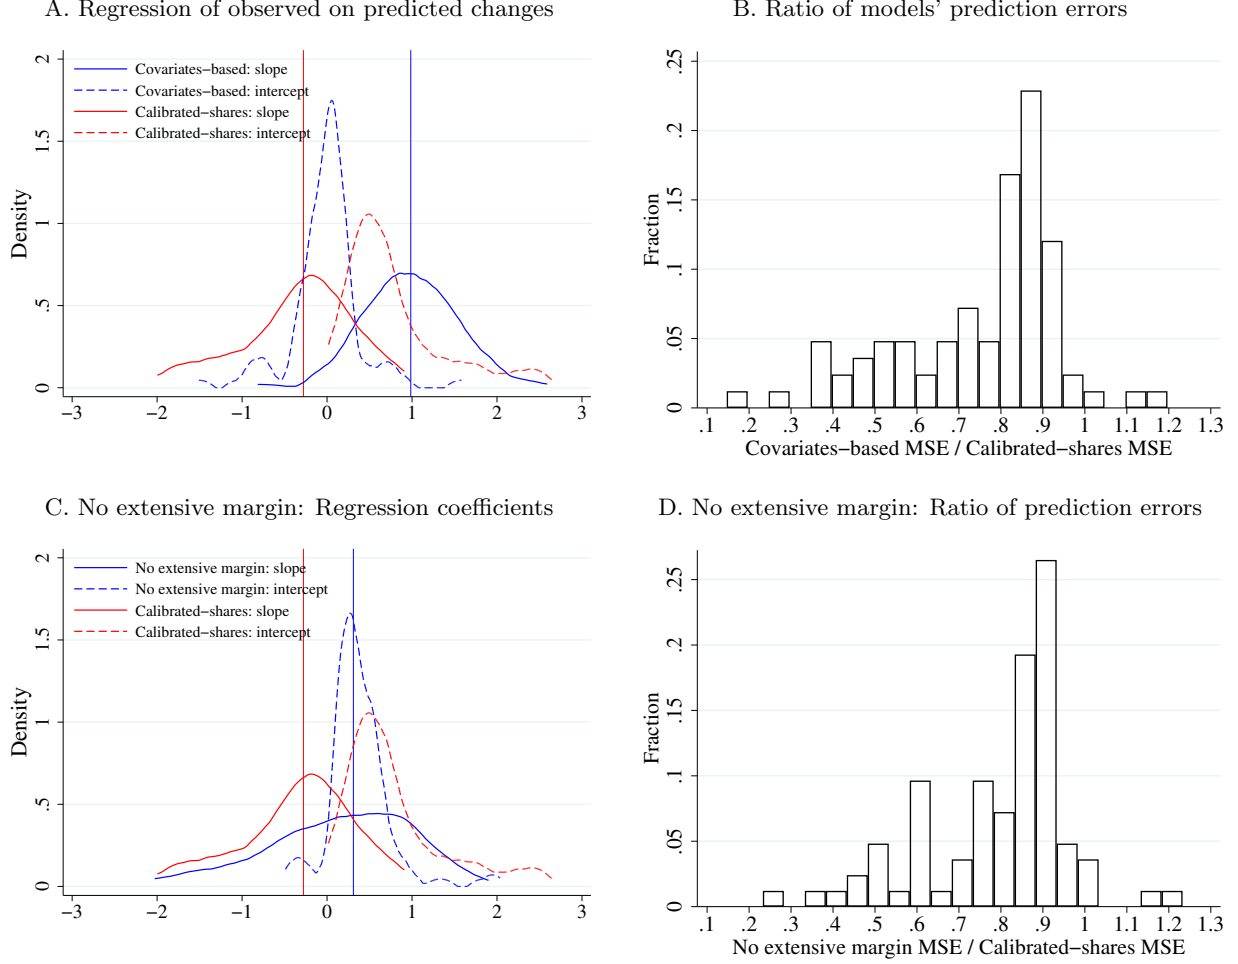 A. Regression of observed on predicted changes
Density
0 .5 1 1.5 2
Covariates−based: slope
Covariates−based: intercept
Calibrated−shares: slope
Calibrated−shares: intercept
−3 −2 −1 0 1 2 3
B. Ratio of models’ prediction errors
Fraction
0 .05 .1 .15 .2 .25
.1 .2 .3 .4 .5 .6 .7 .8 .9 1 1.1 1.2 1.3
Covariates−based MSE / Calibrated−shares MSE
C. No extensive margin: Regression coefficients
Density
0 .5 1 1.5 2
No extensive margin: slope
No extensive margin: intercept
Calibrated−shares: slope
Calibrated−shares: intercept
−3 −2 −1 0 1 2 3
D. No extensive margin: Ratio of prediction errors
Fraction
0 .05 .1 .15 .2 .25
.1 .2 .3 .4 .5 .6 .7 .8 .9 1 1.1 1.2 1.3
No extensive margin MSE / Calibrated−shares MSE